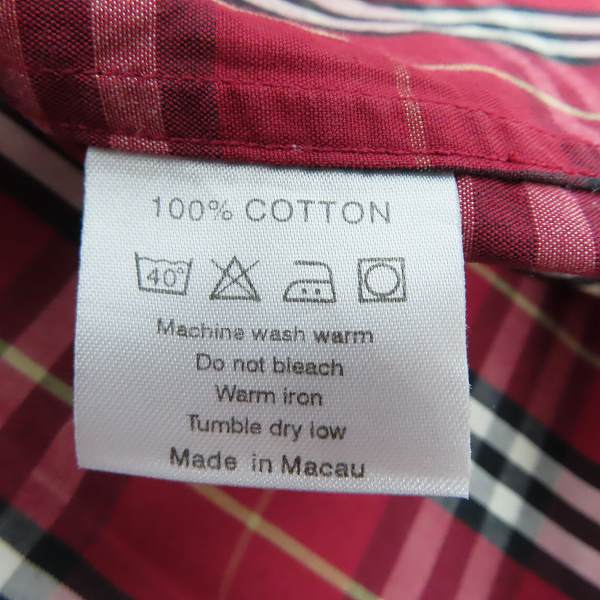 100% COTTON
40°
Machine wash warm
Do not bleach
Warm iron
Tumble dry low
Made in Macau